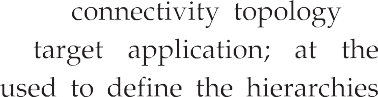 connectivity topology
target application; at the
used to define the hierarchies